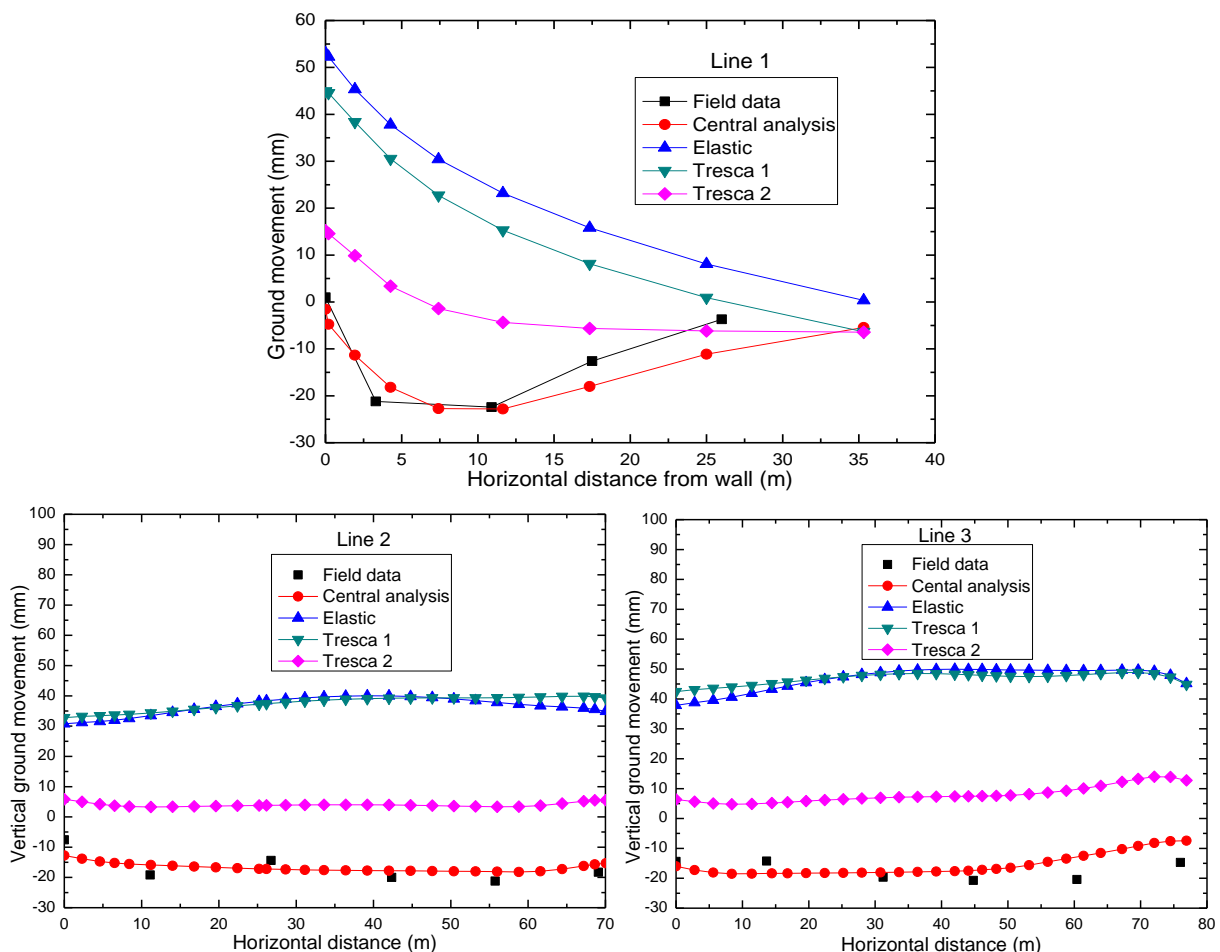 60
50
40
30
20
10
0
-10
-20
-30
Ground movement (mm)
Line 1
Field data
Central analysis
Elastic
Tresca 1
Tresca 2
0 5 10 15 20 25 30 35 40
Horizontal distance from wall (m)
100
90
80
70
60
50
40
30
20
10
0
-10
-20
-30
Vertical ground movement (mm)
Line 2
Field data
Central analysis
Elastic
Tresca 1
Tresca 2
0 10 20 30 40 50 60 70
Horizontal distance (m)
100
90
80
70
60
50
40
30
20
10
0
-10
-20
-30
Vertical ground movement (mm)
Line 3
Field data
Cental analysis
Elastic
Tresca 1
Tresca 2
0 10 20 30 40 50 60 70 80
Horizontal distance (m)